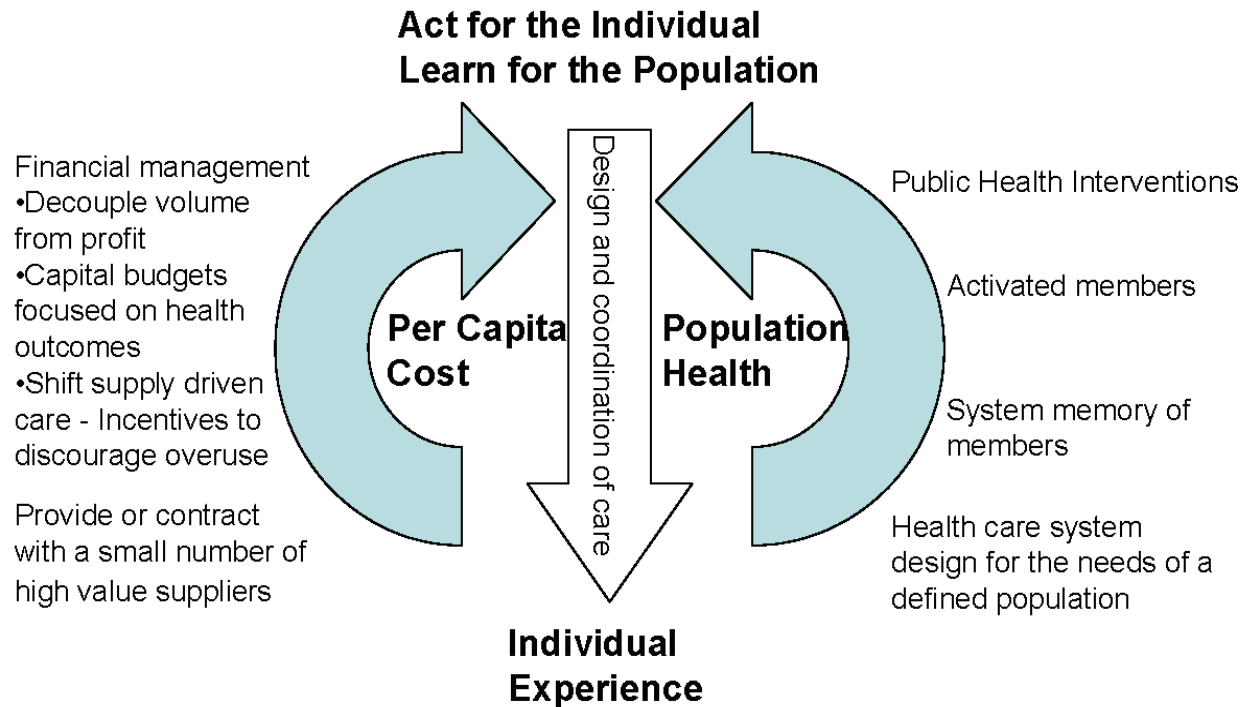 Act for the Individual
Learn for the Population
Financial management
•Decouple volume
from profit
•Capital budgets
focused on health
outcomes
•Shift supply driven
care - Incentives to
discourage overuse
Provide or contract
with a small number of
high value suppliers
Per Capita
Cost
Design and coordination of care
Population
Health
Public Health Interventions
Activated members
System memory of
members
Health care system
design for the needs of a
defined population
Individual
Experience